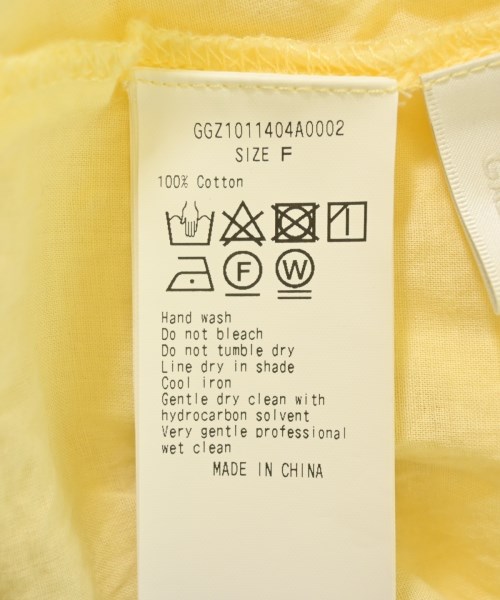 GGZ1011404A0002
SIZE F
100% Cotton
F W
Hand wash
Do not bleach
Do not tumble dry
Line dry in shade
Cool iron
Gentle dry clean with
hydrocarbon solvent
Very gentle professional
wet clean
MADE IN CHINA